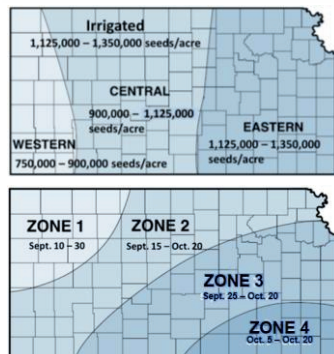 Irrigated
1,125,000 – 1,350,000 seeds/acre
CENTRAL
900,000 – 1,125,000
seeds/acre
EASTERN
1,125,000 – 1,350,000
seeds/acre
WESTERN
750,000 – 900,000 seeds/acre
ZONE 1
Sept. 10 – 30
ZONE 2
Sept. 15 – Oct. 20
ZONE 3
Sept. 25 – Oct. 20
ZONE 4
Oct. 5 – Oct. 20